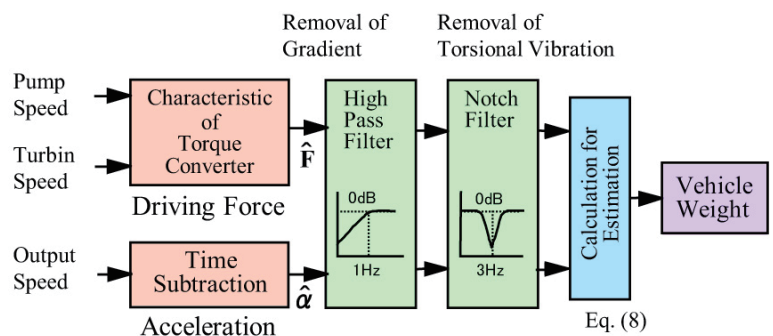 Removal of
Gradient
Removal of
Torsional Vibration
Pump
Speed
Turbin
Speed
Characteristic
of
Torque
Converter
F̂
Driving Force
High
Pass
Filter
0dB
1Hz
Notch
Filter
0dB
3Hz
Calculation for
Estimation
Vehicle
Weight
Output
Speed
Time
Subtraction
α̂
Acceleration
Eq. (8)